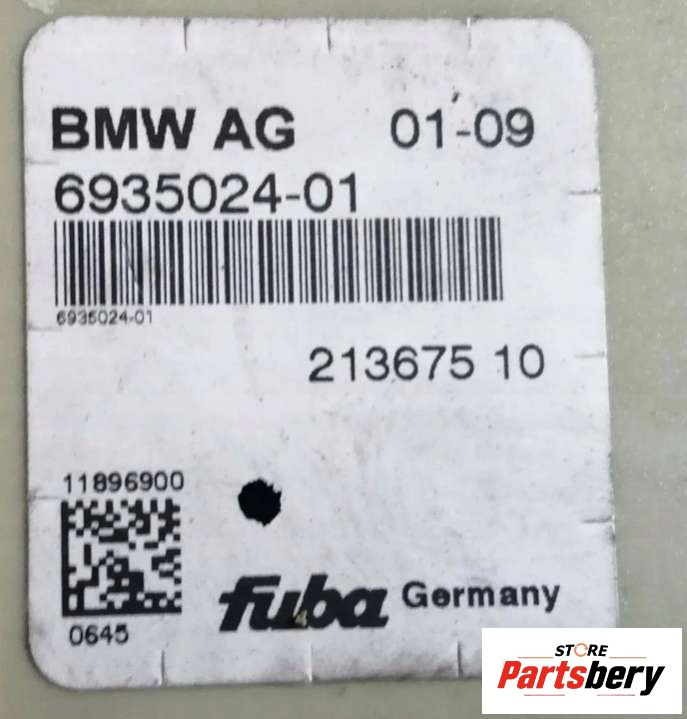 BMW AG 01-09
6935024-01
6935024-01
213675 10
11896900
0645
fuba Germany
STORE
Partsbery